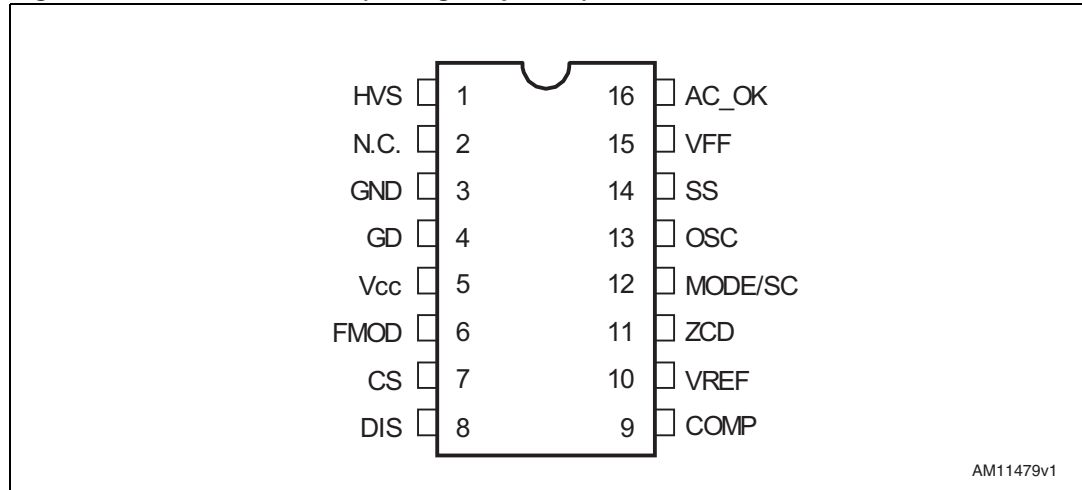 HVS 1 16 AC_OK
N.C. 2 15 VFF
GND 3 14 SS
GD 4 13 OSC
Vcc 5 12 MODE/SC
FMOD 6 11 ZCD
CS 7 10 VREF
DIS 8 9 COMP
AM11479v1